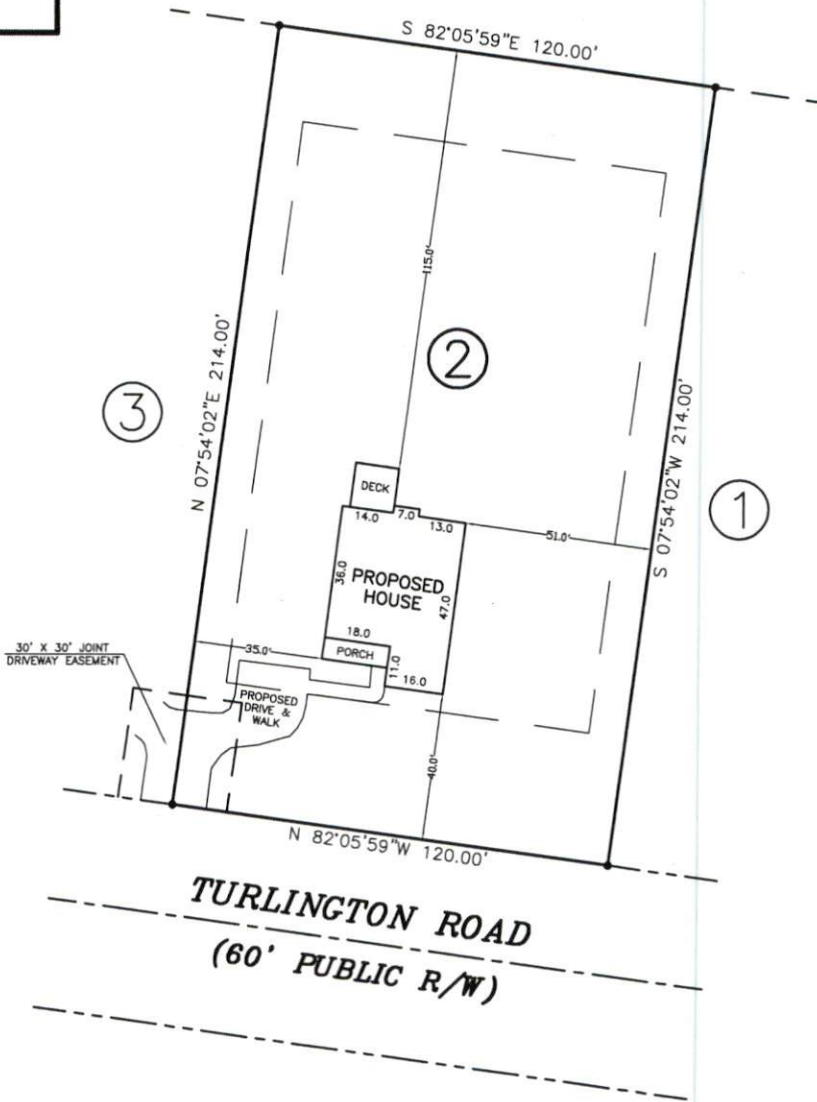 S 82°05'59"E 120.00'
115.0'
②
N 07°54'02"E 214.00'
③
S 07°54'02"W 214.00'
①
DECK
14.0
7.0
13.0
51.0'
36.0
PROPOSED
HOUSE
47.0
18.0
PORCH
35.0'
11.0
16.0
30' X 30' JOINT
DRIVEWAY EASEMENT
PROPOSED
DRIVE &
WALK
40.0'
N 82°05'59"W 120.00'
TURLINGTON ROAD
(60' PUBLIC R/W)